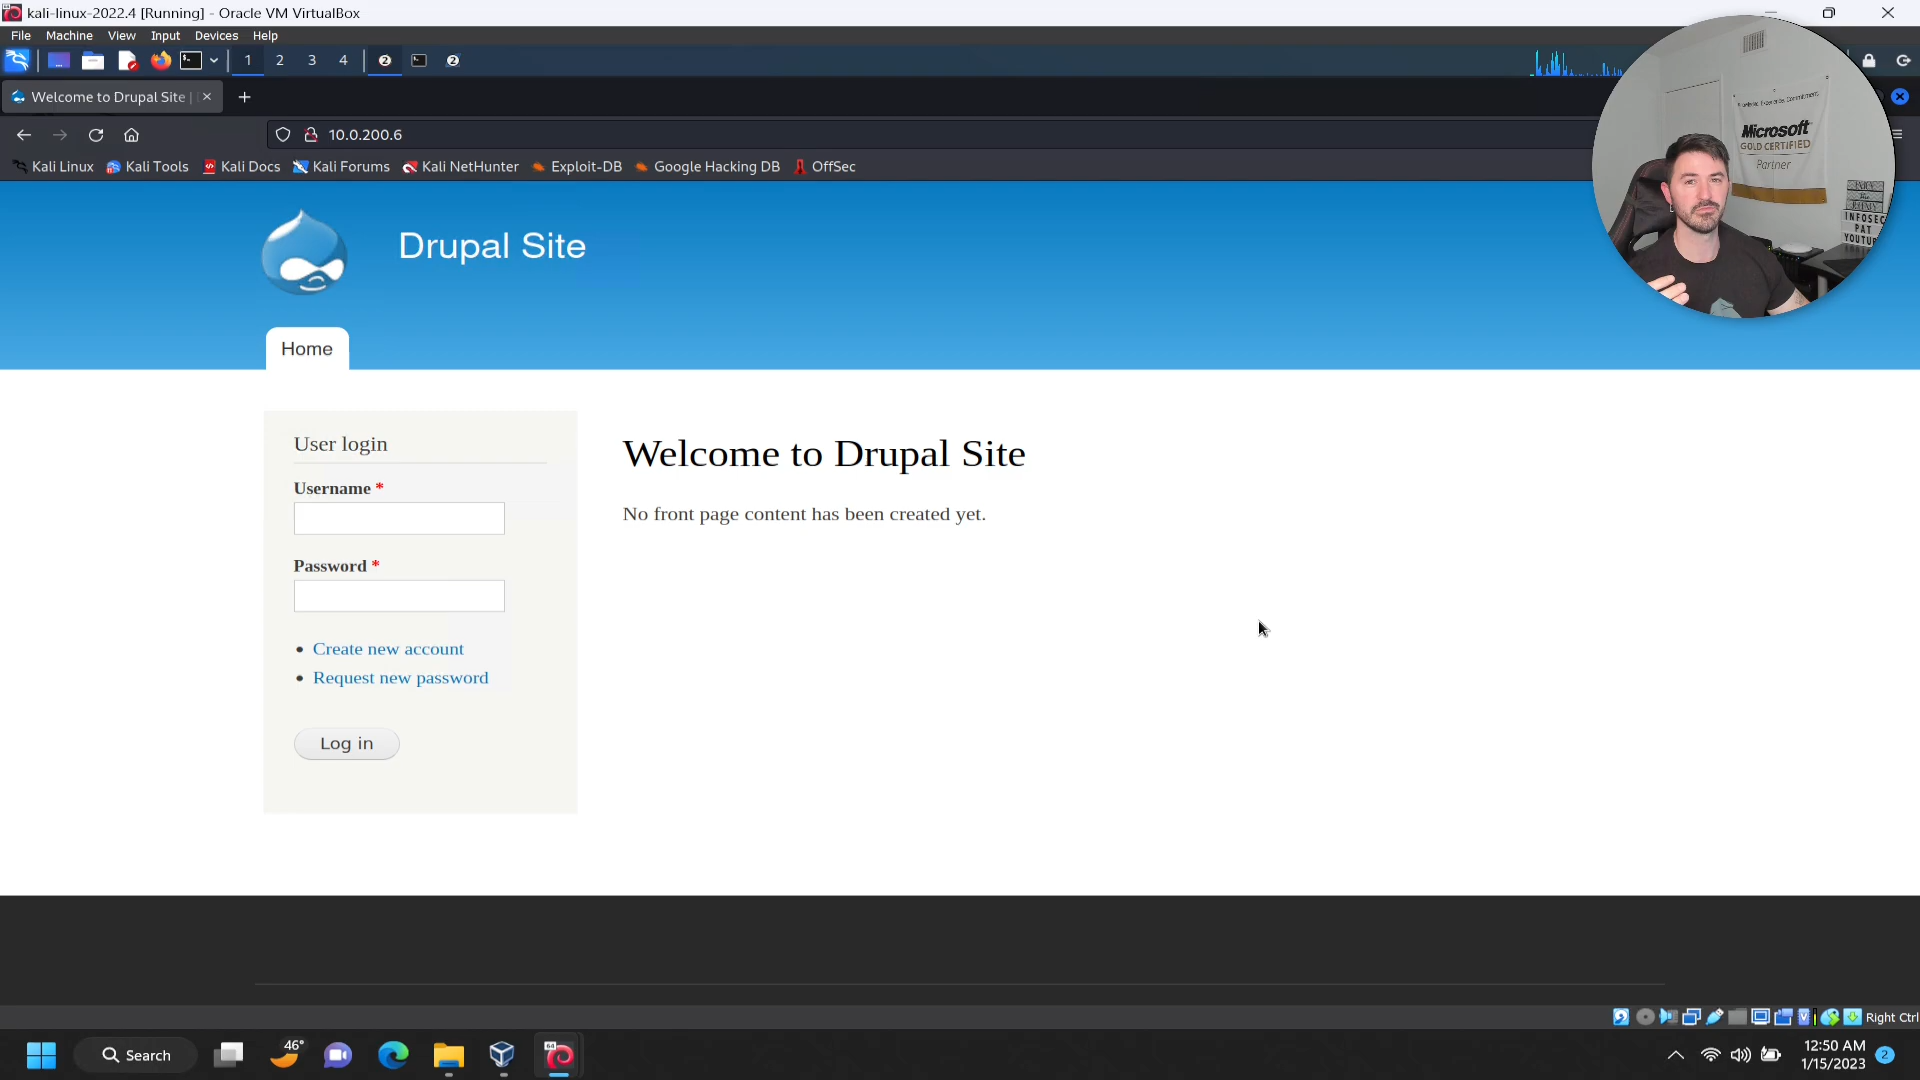 kali-linux-2022.4 [Running] - Oracle VM VirtualBox
File Machine View Input Devices Help
1 2 3 4
Welcome to Drupal Site |
10.0.200.6
Kali Linux Kali Tools Kali Docs Kali Forums Kali NetHunter Exploit-DB Google Hacking DB OffSec
Microsoft
GOLD CERTIFIED
Partner
INFOSEC
PAT
YOUTU
Drupal Site
Home
User login
Username *
Password *
Create new account
Request new password
Log in
Welcome to Drupal Site
No front page content has been created yet.
Right Ctrl
46°
Search
12:50 AM
1/15/2023
2